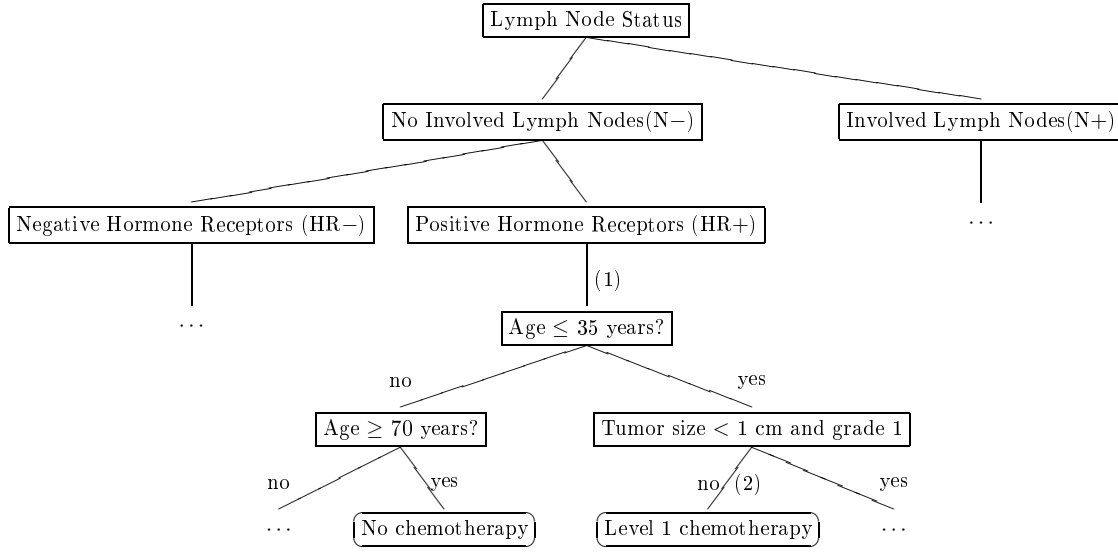 Lymph Node Status
No Involved Lymph Nodes(N−)
Involved Lymph Nodes(N+)
Negative Hormone Receptors (HR−)
Positive Hormone Receptors (HR+)
...
(1)
...
Age ≤ 35 years?
no
yes
Age ≥ 70 years?
Tumor size < 1 cm and grade 1
no
yes
no (2)
yes
...
No chemotherapy
Level 1 chemotherapy
...